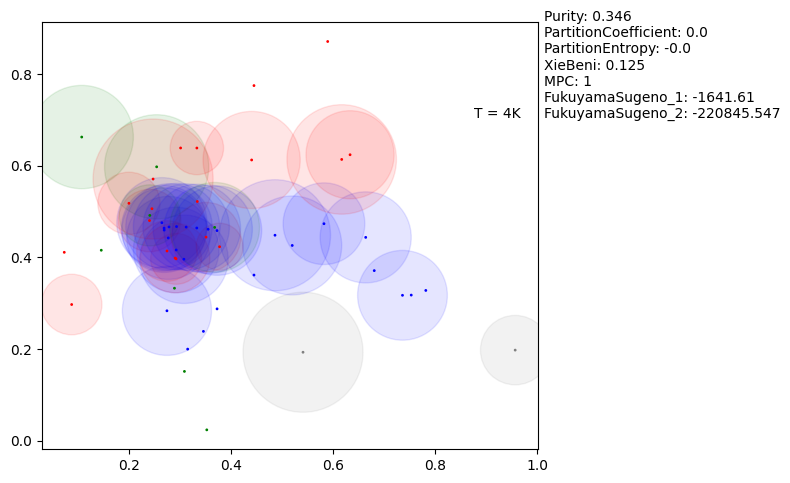 Purity: 0.346
PartitionCoefficient: 0.0
PartitionEntropy: -0.0
XieBeni: 0.125
MPC: 1
FukuyamaSugeno_1: -1641.61
FukuyamaSugeno_2: -220845.547
T = 4K
0.8
0.6
0.4
0.2
0.0
0.2 0.4 0.6 0.8 1.0